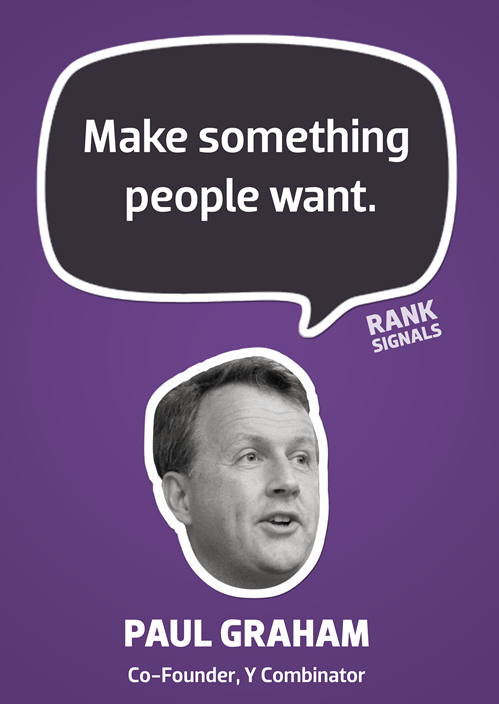 Make something
people want.
RANK
SIGNALS
PAUL GRAHAM
Co-Founder, Y Combinator